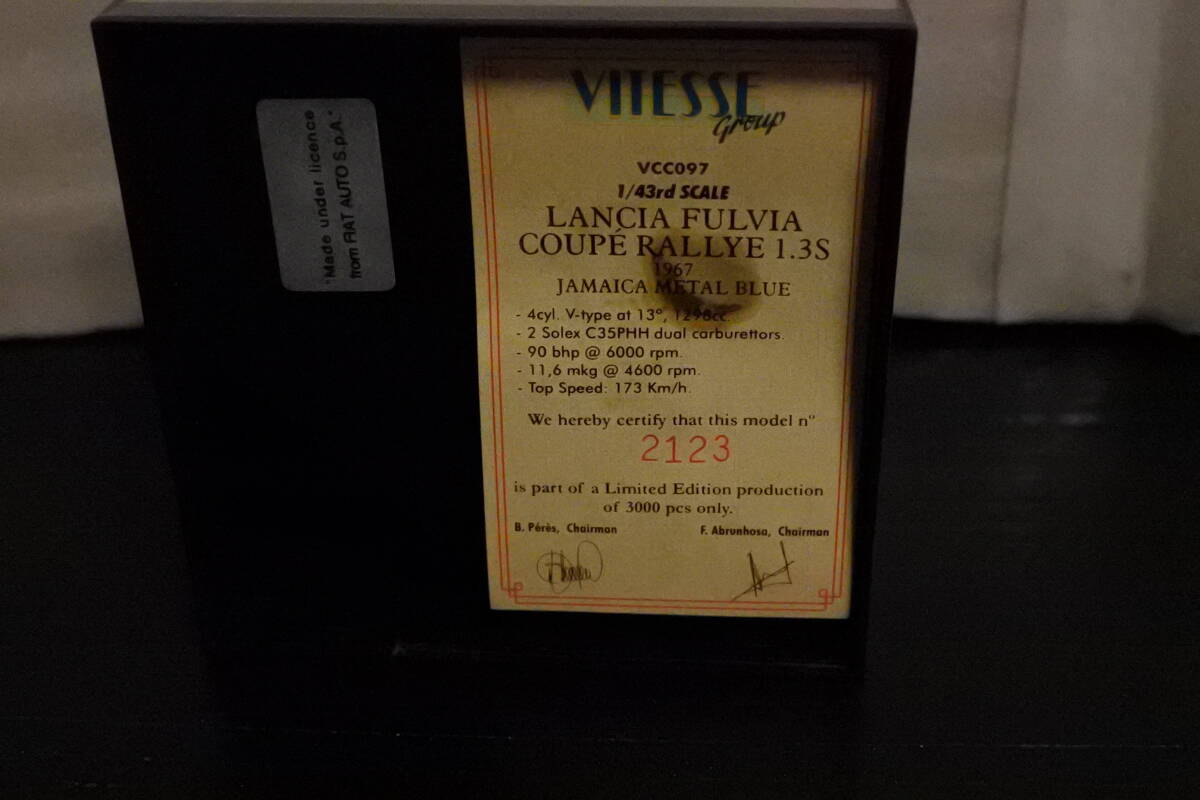 "Made under licence
from FIAT AUTO S.p.A."
VITESSE
Group
VCC097
1/43rd SCALE
LANCIA FULVIA
COUPÉ RALLYE 1.3S
1967
JAMAICA METAL BLUE
- 4cyl. V-type at 13°, 1298cc.
- 2 Solex C35PHH dual carburettors.
- 90 bhp @ 6000 rpm.
- 11,6 mkg @ 4600 rpm.
- Top Speed: 173 Km/h.
We hereby certify that this model n°
2123
is part of a Limited Edition production
of 3000 pcs only.
B. Pérès, Chairman
F. Abrunhosa, Chairman